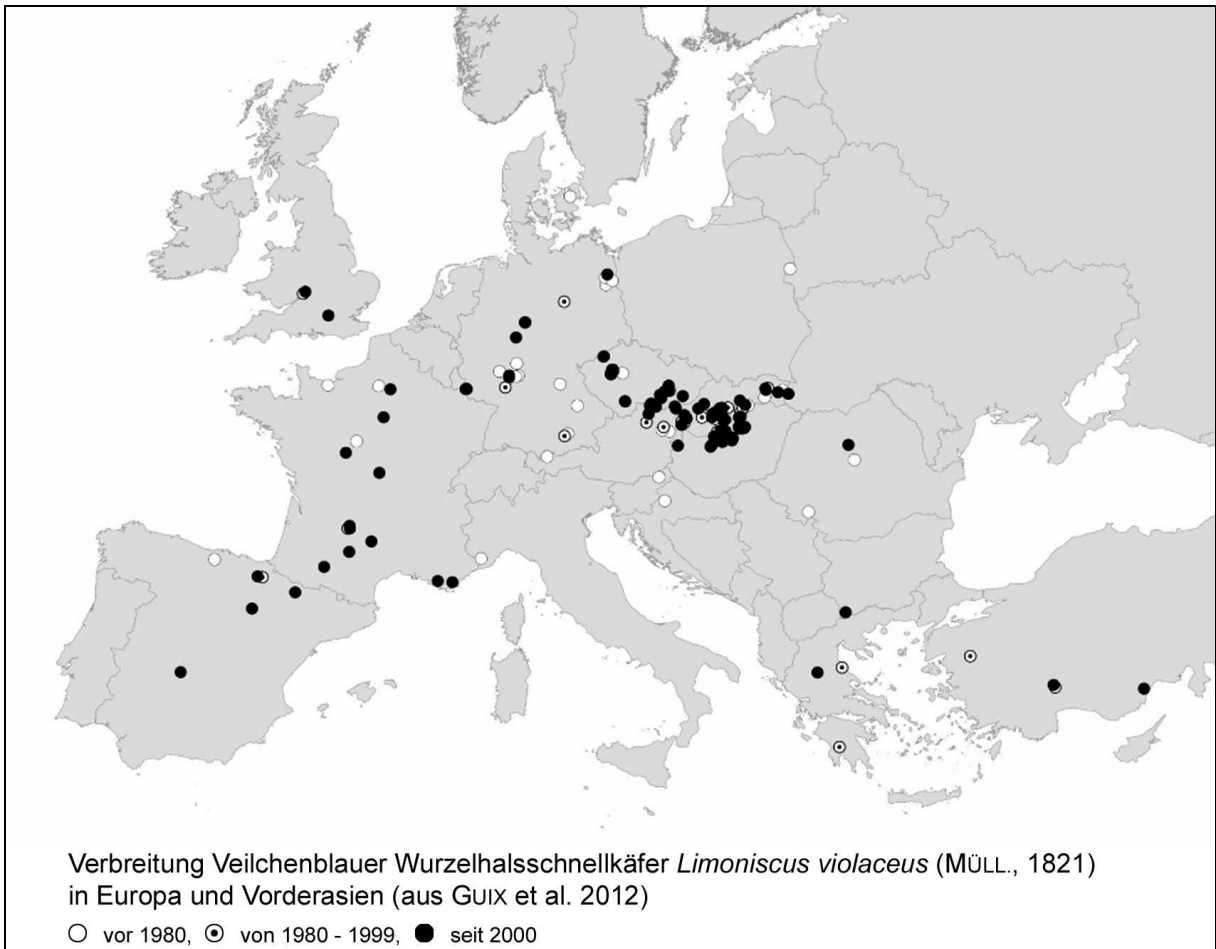 Verbreitung Veilchenblauer Wurzelhalsschnellkäfer Limoniscus violaceus (MÜLL., 1821)
in Europa und Vorderasien (aus GUIX et al. 2012)
vor 1980, von 1980 - 1999, seit 2000